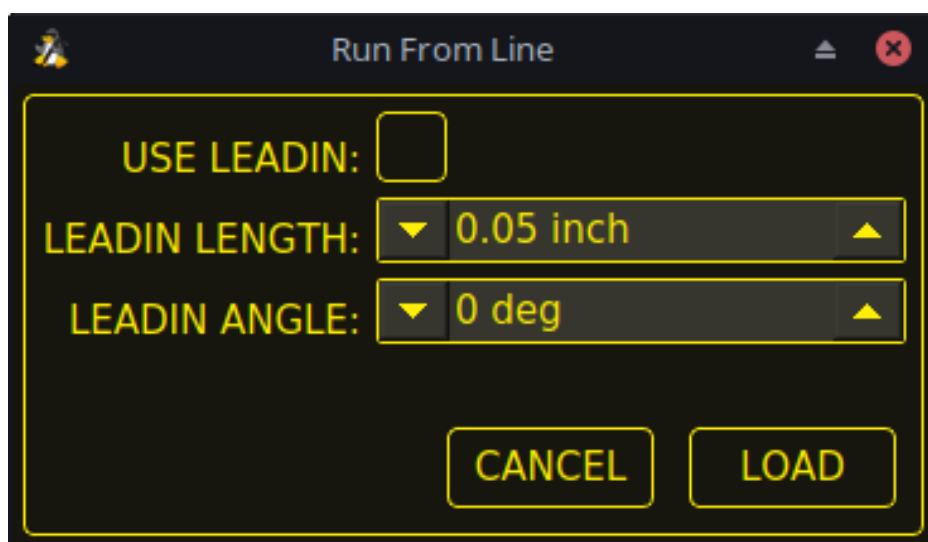 Run From Line
USE LEADIN:
LEADIN LENGTH: 0.05 inch
LEADIN ANGLE: 0 deg
CANCEL LOAD